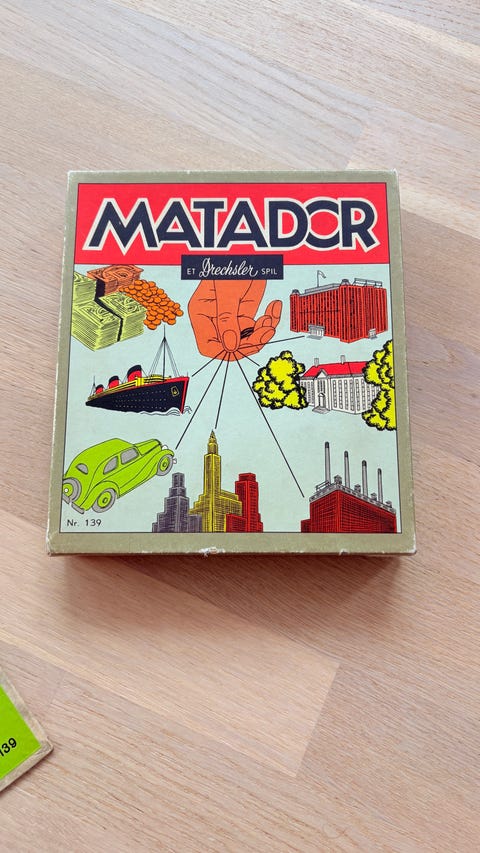 MATADOR
ET Drechsler SPIL
Nr. 139
139